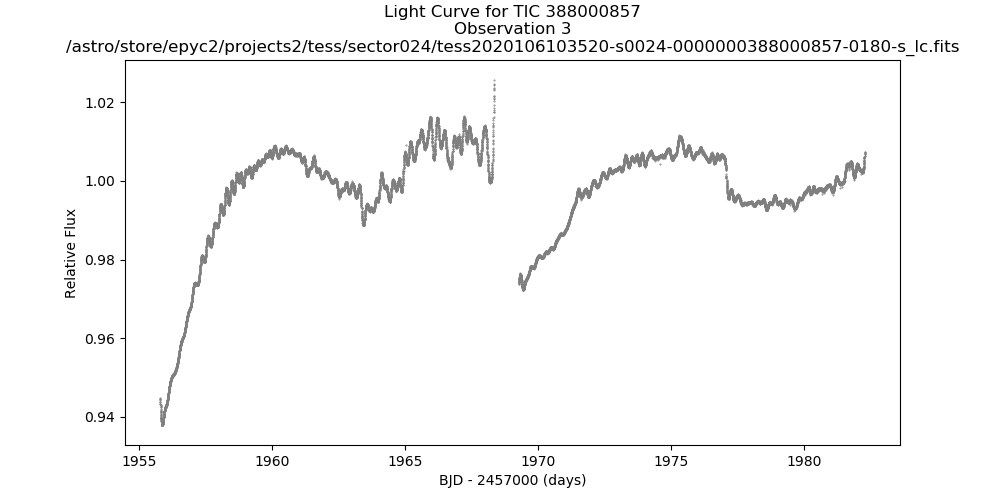 Light Curve for TIC 388000857
Observation 3
/astro/store/epyc2/projects2/tess/sector024/tess2020106103520-s0024-0000000388000857-0180-s_lc.fits
1.02
1.00
0.98
0.96
0.94
Relative Flux
1955
1960
1965
1970
1975
1980
BJD - 2457000 (days)